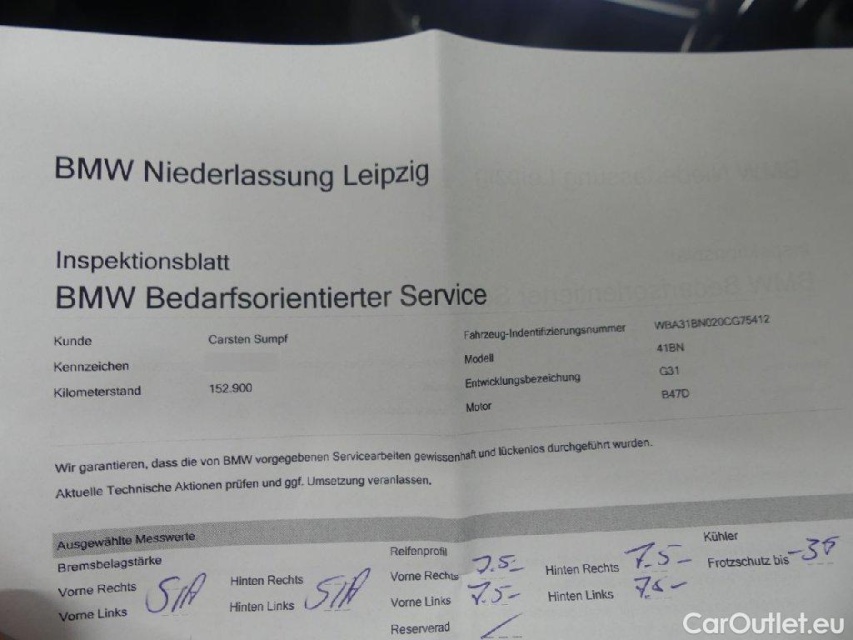 BMW Niederlassung Leipzig
Inspektionsblatt
BMW Bedarfsorientierter Service
Kunde Carsten Sumpf
Kennzeichen
Kilometerstand 152.900
Fahrzeug-Indentifizierungsnummer WBA31BN020CG75412
Modell 41BN
Entwicklungsbezeichung G31
Motor B47D
Wir garantieren, dass die von BMW vorgegebenen Servicearbeiten gewissenhaft und lückenlos durchgeführt wurden.
Aktuelle Technische Aktionen prüfen und ggf. Umsetzung veranlassen.
Ausgewählte Messwerte
Bremsbelagstärke
Vorne Rechts
Vorne Links
Hinten Rechts
Hinten Links
Reifenprofil
Vorne Rechts 7.5-
Vorne Links 7.5-
Reserverad
Hinten Rechts 7.5-
Hinten Links 7.5-
Kühler
Frotzschutz bis
CarOutlet.eu